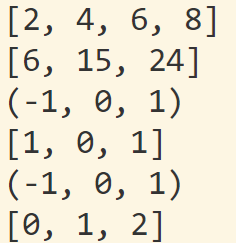 [2, 4, 6, 8]
[6, 15, 24]
(-1, 0, 1)
[1, 0, 1]
(-1, 0, 1)
[0, 1, 2]